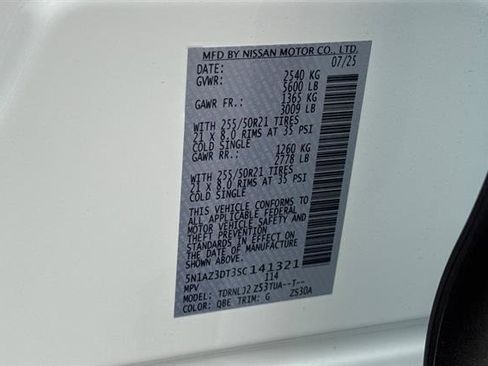 MFD BY NISSAN MOTOR CO., LTD.
DATE: 07/25
GVWR: 2540 KG
5600 LB
GAWR FR.: 1365 KG
3009 LB
WITH 255/50R21 TIRES
21 X 8.0 RIMS AT 35 PSI
COLD SINGLE
GAWR RR.: 1260 KG
2778 LB
WITH 255/50R21 TIRES
21 X 8.0 RIMS AT 35 PSI
COLD SINGLE
THIS VEHICLE CONFORMS TO
ALL APPLICABLE FEDERAL
MOTOR VEHICLE SAFETY AND
THEFT PREVENTION
STANDARDS IN EFFECT ON
THE DATE OF MANUFACTURE
SHOWN ABOVE.
5N1AZ3DT3SC141321
MPV 114
MODEL: TDRNLJ2 Z53YUA--T--
COLOR: QBE TRIM: G ZS30A